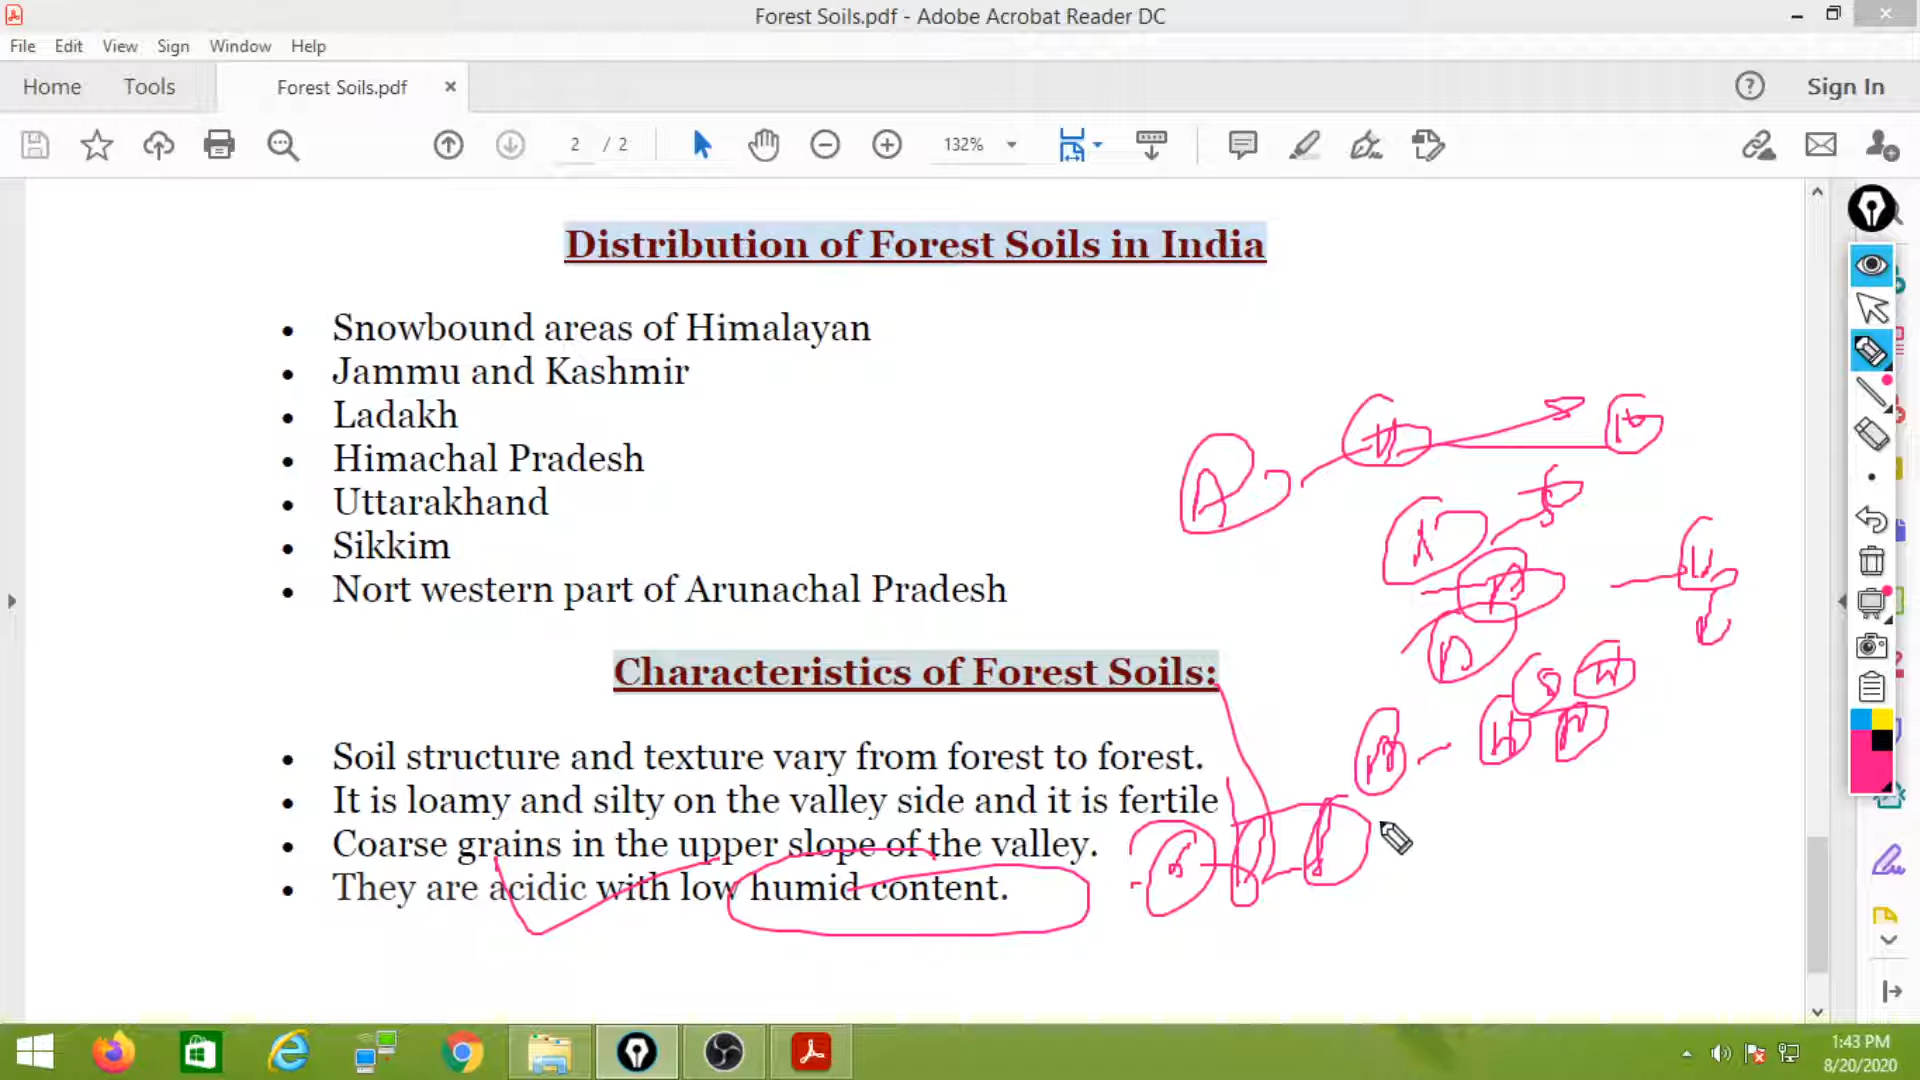 Forest Soils.pdf - Adobe Acrobat Reader DC
File Edit View Sign Window Help
Home Tools Forest Soils.pdf × Sign In
2 / 2 132%
Distribution of Forest Soils in India
• Snowbound areas of Himalayan
• Jammu and Kashmir
• Ladakh
• Himachal Pradesh
• Uttarakhand
• Sikkim
• Nort western part of Arunachal Pradesh
Characteristics of Forest Soils:
• Soil structure and texture vary from forest to forest.
• It is loamy and silty on the valley side and it is fertile
• Coarse grains in the upper slope of the valley.
• They are acidic with low humid content.
1:43 PM
8/20/2020